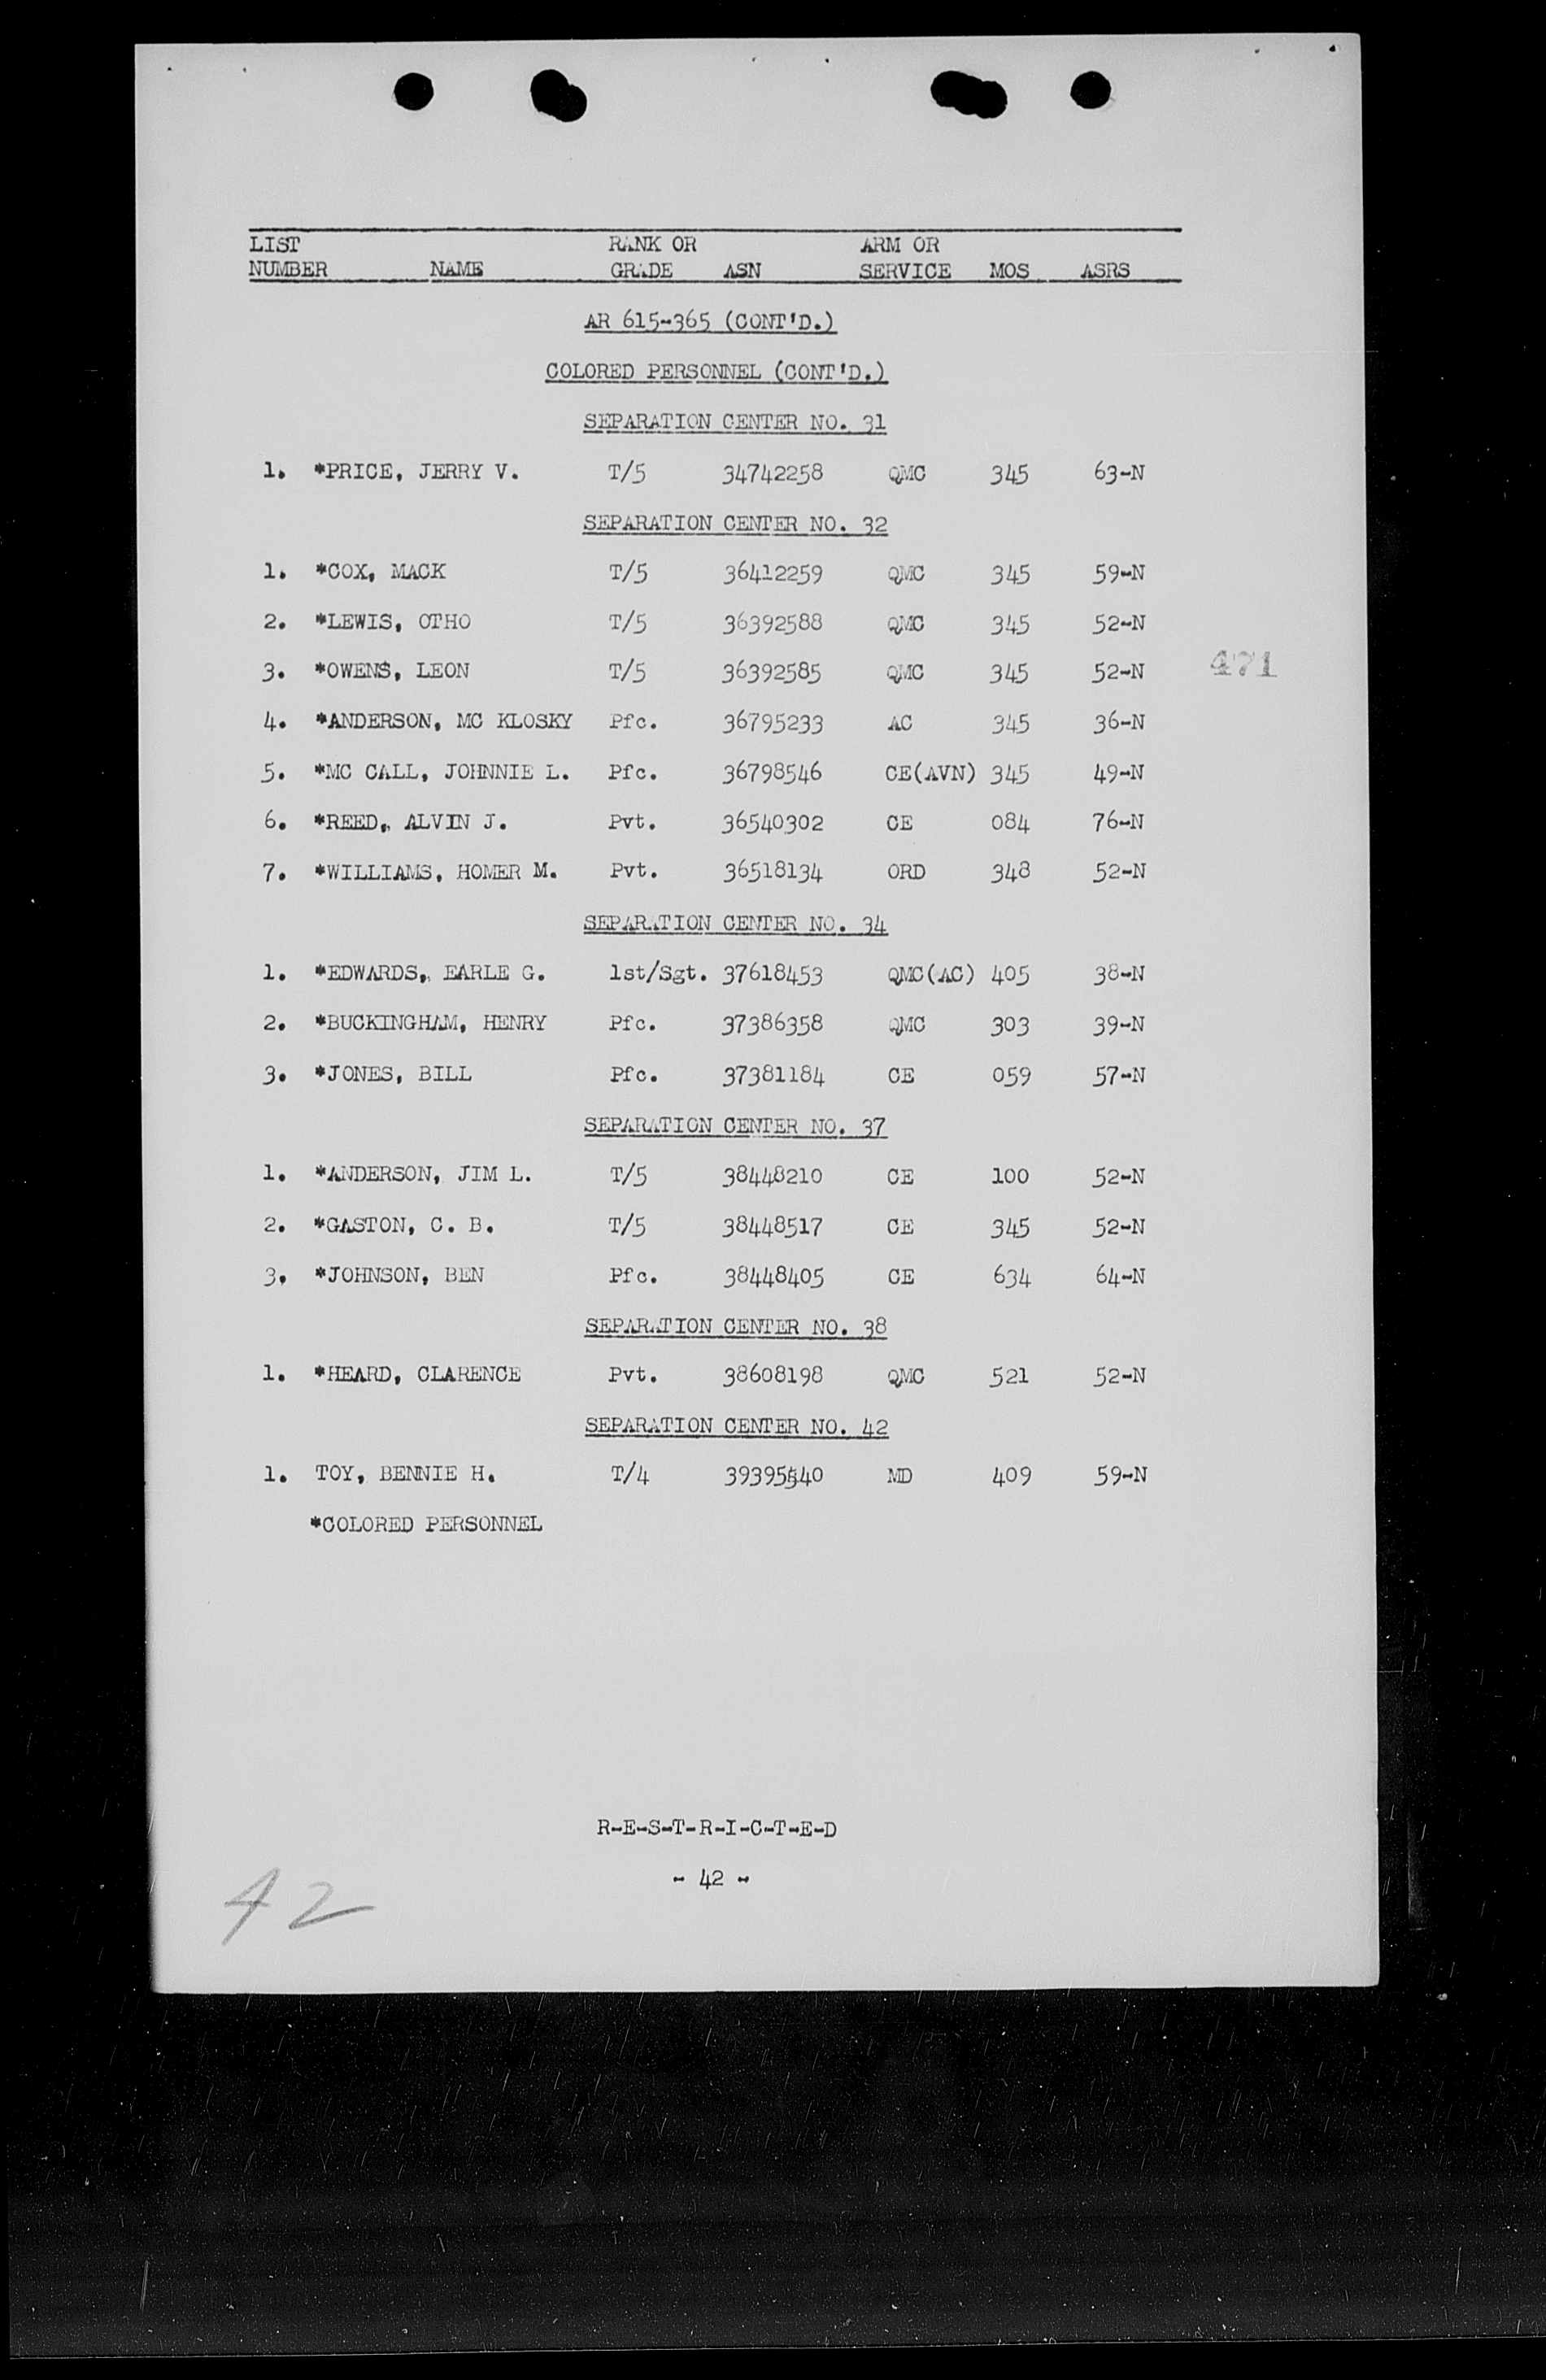 LIST RANK OR ARM OR
NUMBER NAME GRADE ASN SERVICE MOS ASRS
AR 615-365 (CONT'D.)
COLORED PERSONNEL (CONT'D.)
SEPARATION CENTER NO. 31
1. *PRICE, JERRY V. T/5 34742258 QMC 345 63-N
SEPARATION CENTER NO. 32
1. *COX, MACK T/5 36412259 QMC 345 59-N
2. *LEWIS, OTHO T/5 36392588 QMC 345 52-N
3. *OWENS, LEON T/5 36392585 QMC 345 52-N
471
4. *ANDERSON, MC KLOSKY Pfc. 36795233 AC 345 36-N
5. *MC CALL, JOHNNIE L. Pfc. 36798546 CE(AVN) 345 49-N
6. *REED, ALVIN J. Pvt. 36540302 CE 084 76-N
7. *WILLIAMS, HOMER M. Pvt. 36518134 ORD 348 52-N
SEPARATION CENTER NO. 34
1. *EDWARDS, EARLE G. 1st/Sgt. 37618453 QMC(AC) 405 38-N
2. *BUCKINGHAM, HENRY Pfc. 37386358 QMC 303 39-N
3. *JONES, BILL Pfc. 37381184 CE 059 57-N
SEPARATION CENTER NO. 37
1. *ANDERSON, JIM L. T/5 38448210 CE 100 52-N
2. *GASTON, C. B. T/5 38448517 CE 345 52-N
3. *JOHNSON, BEN Pfc. 38448405 CE 634 64-N
SEPARATION CENTER NO. 38
1. *HEARD, CLARENCE Pvt. 38608198 QMC 521 52-N
SEPARATION CENTER NO. 42
1. TOY, BENNIE H. T/4 MD 409 59-N
*COLORED PERSONNEL
R-E-S-T-R-I-C-T-E-D
- 42 -
42